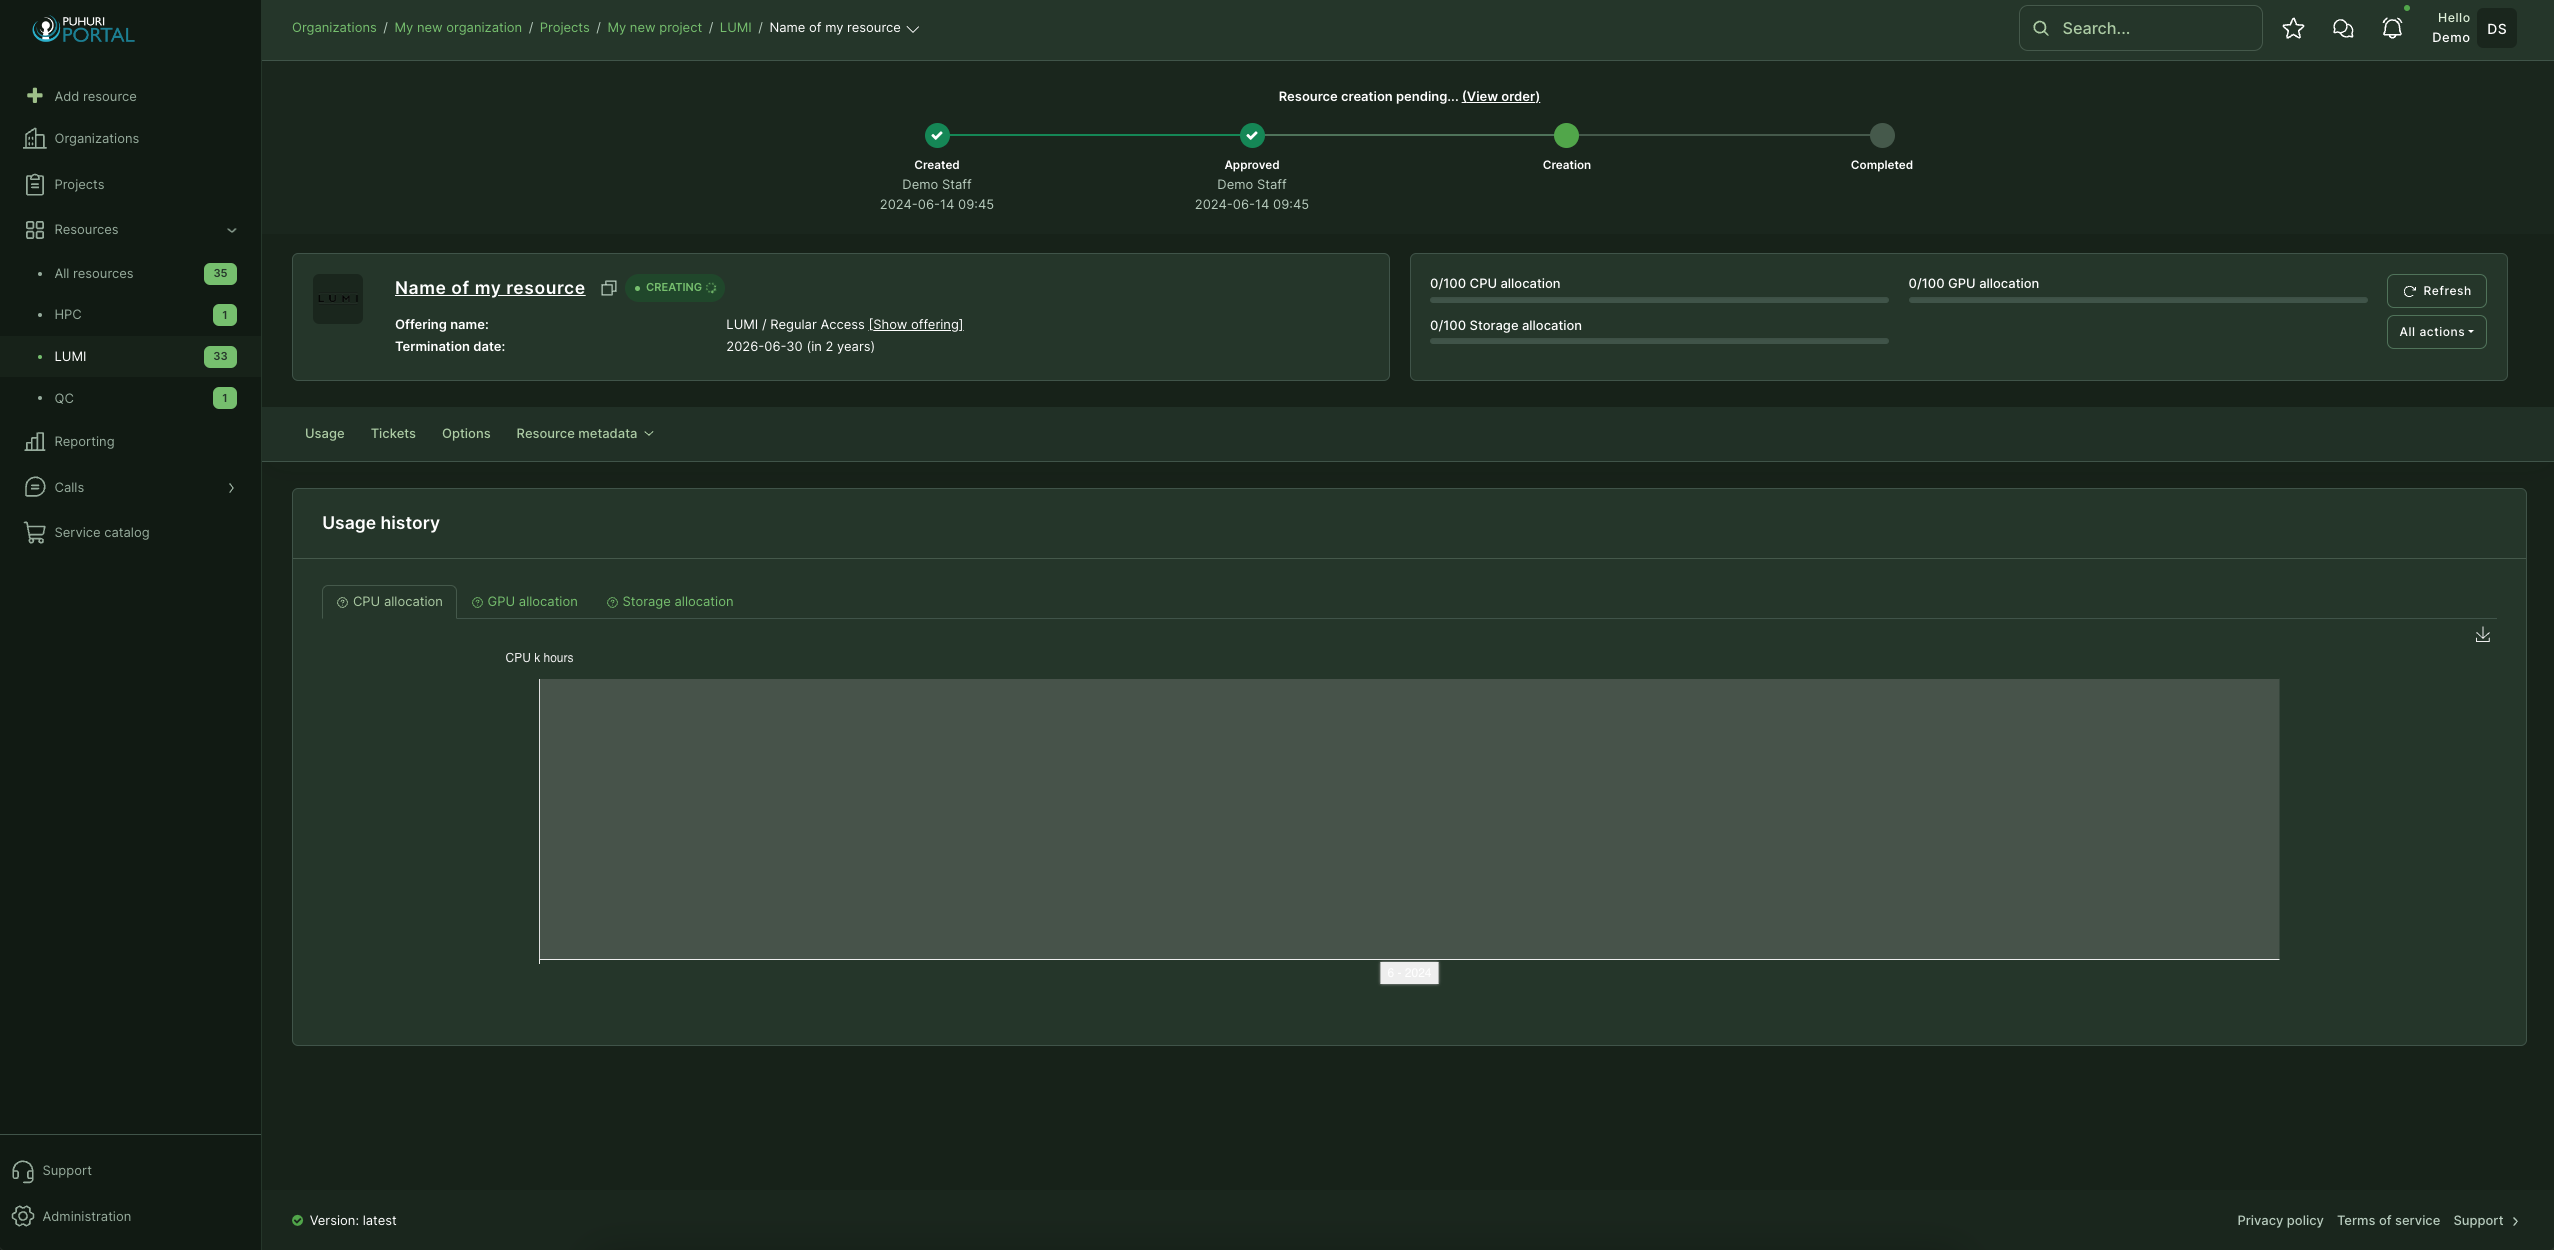 PUHURI
PORTAL
Add resource
Organizations
Projects
Resources
All resources 35
HPC 1
LUMI 33
QC 1
Reporting
Calls
Service catalog
Support
Administration
Organizations / My new organization / Projects / My new project / LUMI / Name of my resource
Search...
Hello
Demo
DS
Resource creation pending... (View order)
Created
Demo Staff
2024-06-14 09:45
Approved
Demo Staff
2024-06-14 09:45
Creation
Completed
LUMI
Name of my resource
CREATING
Offering name: LUMI / Regular Access [Show offering]
Termination date: 2026-06-30 (in 2 years)
0/100 CPU allocation
0/100 GPU allocation
0/100 Storage allocation
Refresh
All actions
Usage Tickets Options Resource metadata
Usage history
CPU allocation GPU allocation Storage allocation
CPU k hours
6 - 2024
Version: latest
Privacy policy Terms of service Support